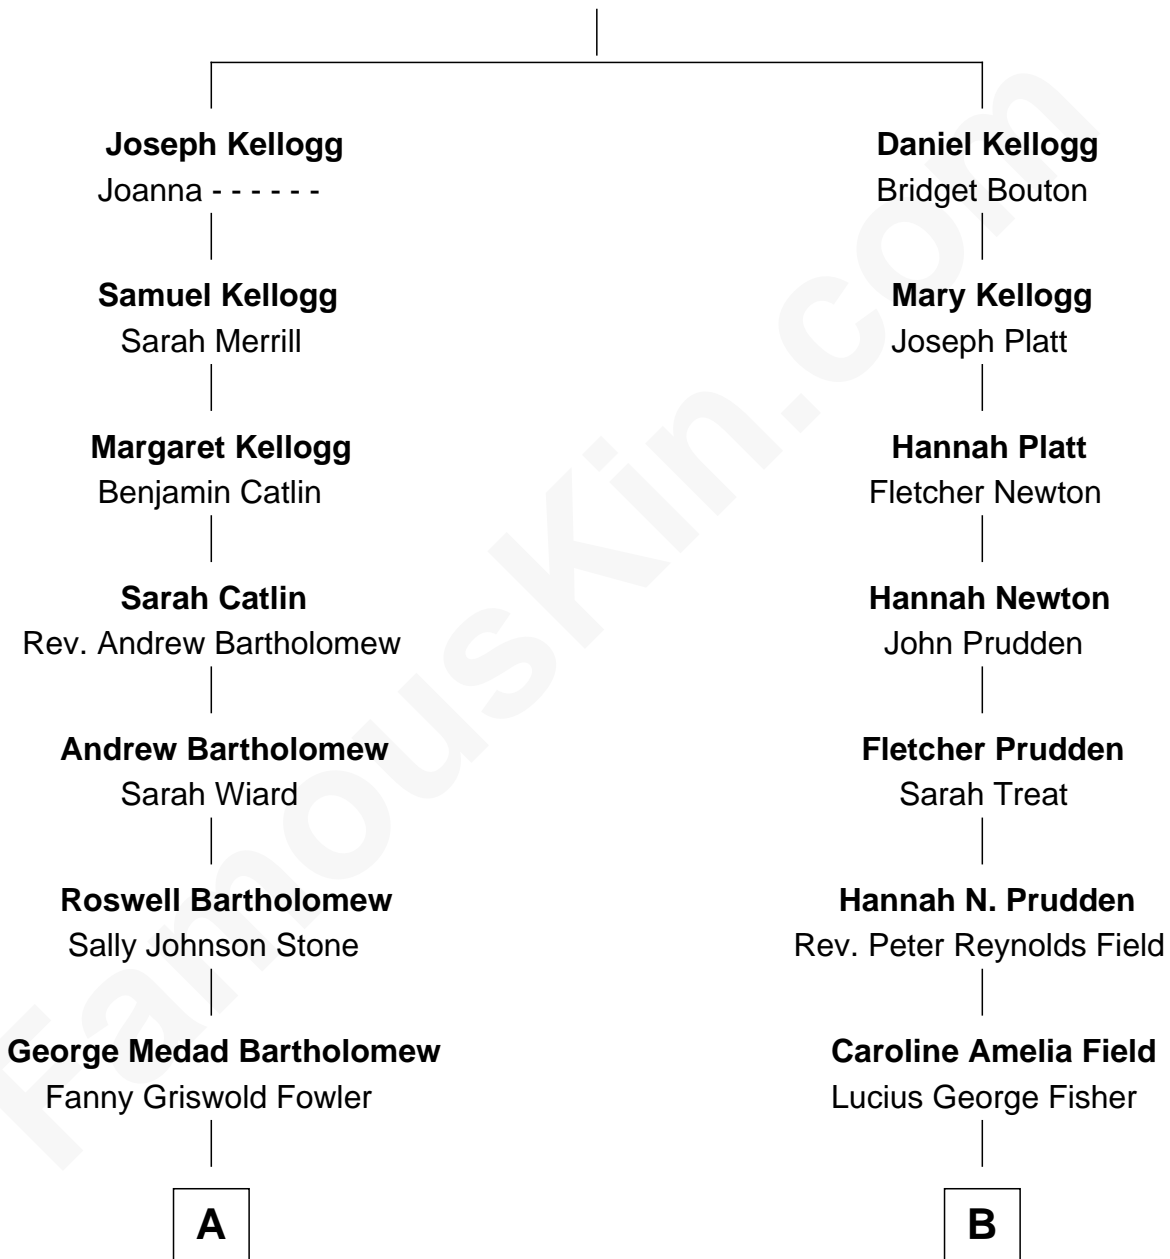 Joseph Kellogg
Joanna - - - - - -
Daniel Kellogg
Bridget Bouton
Samuel Kellogg
Sarah Merrill
Mary Kellogg
Joseph Platt
Margaret Kellogg
Benjamin Catlin
Hannah Platt
Fletcher Newton
Sarah Catlin
Rev. Andrew Bartholomew
Hannah Newton
John Prudden
Andrew Bartholomew
Sarah Wiard
Fletcher Prudden
Sarah Treat
Roswell Bartholomew
Sally Johnson Stone
Hannah N. Prudden
Rev. Peter Reynolds Field
George Medad Bartholomew
Fanny Griswold Fowler
Caroline Amelia Field
Lucius George Fisher
A
B
FamousKin.com